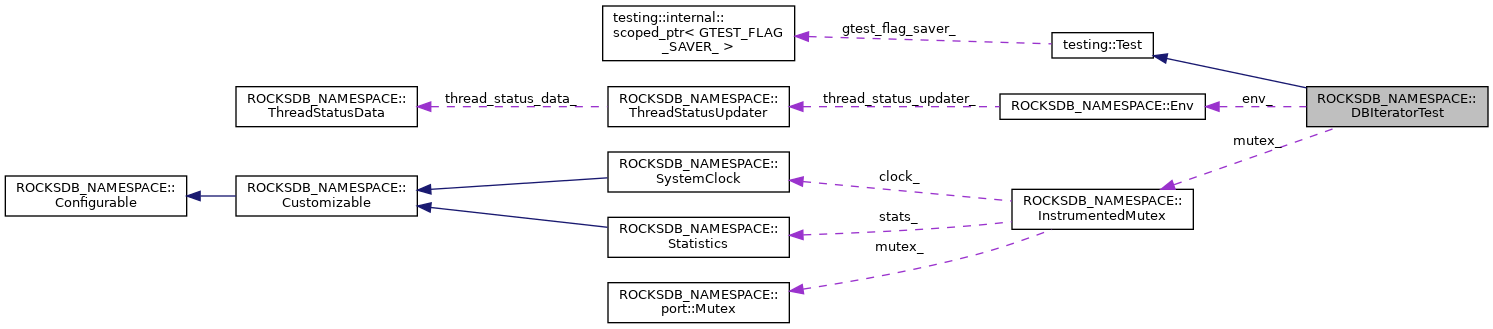 testing::internal::
scoped_ptr< GTEST_FLAG
_SAVER_ >
gtest_flag_saver_
testing::Test
ROCKSDB_NAMESPACE::
ThreadStatusData
thread_status_data_
ROCKSDB_NAMESPACE::
ThreadStatusUpdater
thread_status_updater_
ROCKSDB_NAMESPACE::Env
env_
ROCKSDB_NAMESPACE::
DBIteratorTest
mutex_
ROCKSDB_NAMESPACE::
Configurable
ROCKSDB_NAMESPACE::
Customizable
ROCKSDB_NAMESPACE::
SystemClock
clock_
ROCKSDB_NAMESPACE::
InstrumentedMutex
ROCKSDB_NAMESPACE::
Statistics
stats_
mutex_
ROCKSDB_NAMESPACE::
port::Mutex